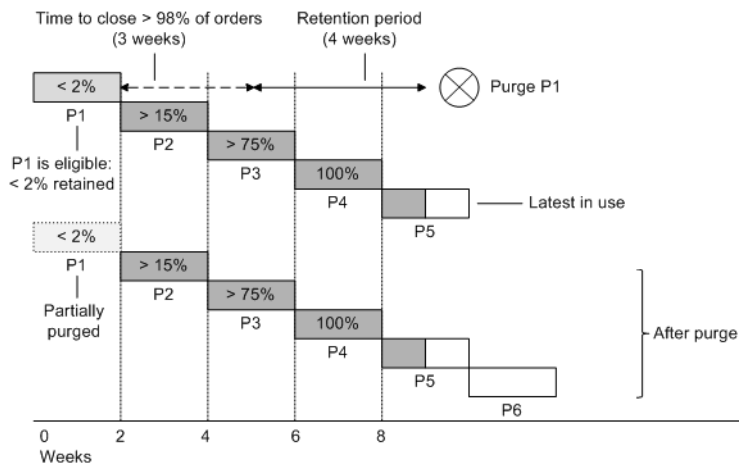 Time to close > 98% of orders
(3 weeks)
Retention period
(4 weeks)
< 2%
Purge P1
P1
> 15%
P2
> 75%
P1 is eligible:
< 2% retained
P3
100%
P4
Latest in use
P5
< 2%
P1
> 15%
P2
Partially
purged
> 75%
P3
100%
P4
After purge
P5
P6
0 2 4 6 8
Weeks